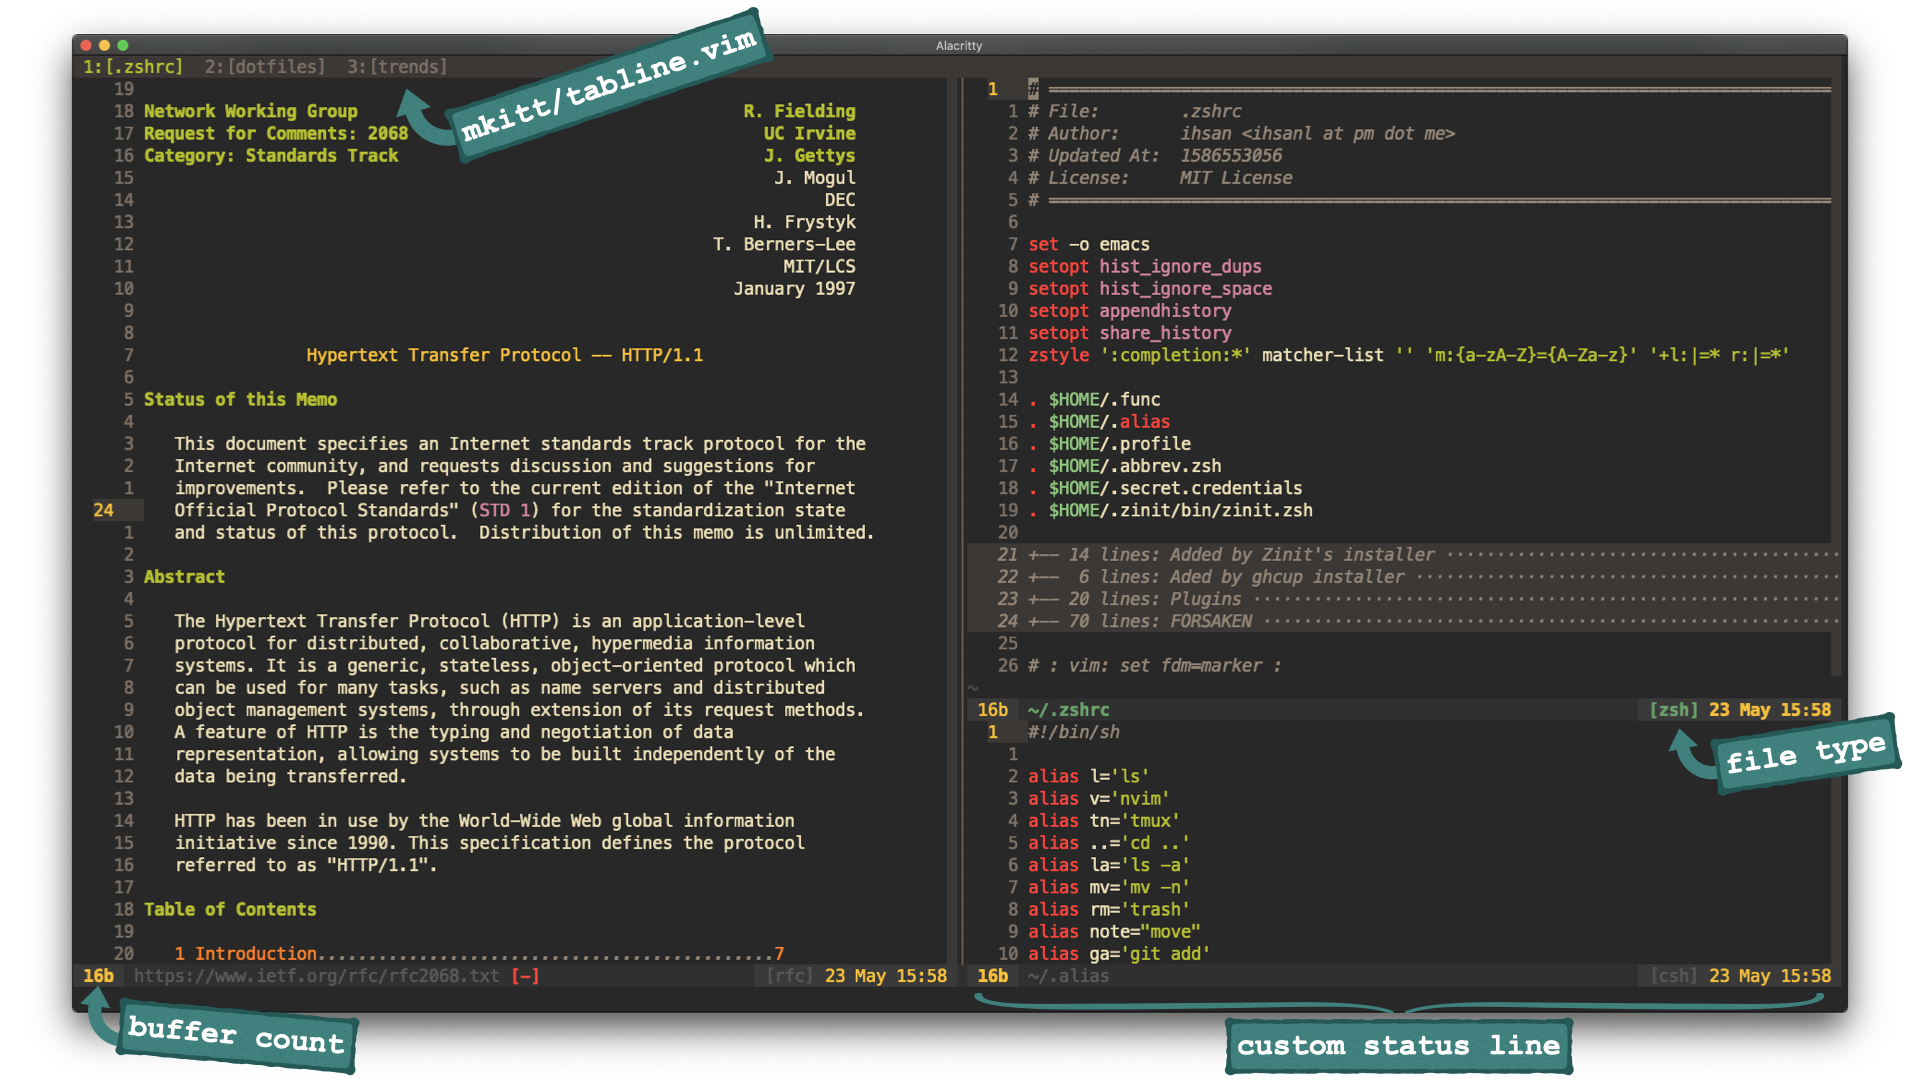 Alacritty
mkitt/tabline.vim
1:[.zshrc]  2:[dotfiles]  3:[trends]
19
18 Network Working Group                                      R. Fielding
17 Request for Comments: 2068                                   UC Irvine
16 Category: Standards Track                                    J. Gettys
15                                                               J. Mogul
14                                                                    DEC
13                                                             H. Frystyk
12                                                         T. Berners-Lee
11                                                                MIT/LCS
10                                                           January 1997
9
8
7                 Hypertext Transfer Protocol -- HTTP/1.1
6
5 Status of this Memo
4
3    This document specifies an Internet standards track protocol for the
2    Internet community, and requests discussion and suggestions for
1    improvements.  Please refer to the current edition of the "Internet
24   Official Protocol Standards" (STD 1) for the standardization state
1    and status of this protocol.  Distribution of this memo is unlimited.
2
3 Abstract
4
5    The Hypertext Transfer Protocol (HTTP) is an application-level
6    protocol for distributed, collaborative, hypermedia information
7    systems. It is a generic, stateless, object-oriented protocol which
8    can be used for many tasks, such as name servers and distributed
9    object management systems, through extension of its request methods.
10   A feature of HTTP is the typing and negotiation of data
11   representation, allowing systems to be built independently of the
12   data being transferred.
13
14   HTTP has been in use by the World-Wide Web global information
15   initiative since 1990. This specification defines the protocol
16   referred to as "HTTP/1.1".
17
18 Table of Contents
19
20   1 Introduction.............................................7
16b  https://www.ietf.org/rfc/rfc2068.txt [-]  [rfc] 23 May 15:58
buffer count
1 # ==============================================================================
1 # File:        .zshrc
2 # Author:      ihsan <ihsanl at pm dot me>
3 # Updated At:  1586553056
4 # License:     MIT License
5 # ==============================================================================
6
7 set -o emacs
8 setopt hist_ignore_dups
9 setopt hist_ignore_space
10 setopt appendhistory
11 setopt share_history
12 zstyle ':completion:*' matcher-list '' 'm:{a-zA-Z}={A-Za-z}' '+l:|=* r:|=*'
13
14 . $HOME/.func
15 . $HOME/.alias
16 . $HOME/.profile
17 . $HOME/.abbrev.zsh
18 . $HOME/.secret.credentials
19 . $HOME/.zinit/bin/zinit.zsh
20
21 +-- 14 lines: Added by Zinit's installer ·······································
22 +--  6 lines: Aded by ghcup installer ··········································
23 +-- 20 lines: Plugins ··························································
24 +-- 70 lines: FORSAKEN ·························································
25
26 # : vim: set fdm=marker :
~
16b  ~/.zshrc  [zsh] 23 May 15:58
file type
1 #!/bin/sh
1
2 alias l='ls'
3 alias v='nvim'
4 alias tn='tmux'
5 alias ..='cd ..'
6 alias la='ls -a'
7 alias mv='mv -n'
8 alias rm='trash'
9 alias note="move"
10 alias ga='git add'
16b  ~/.alias  [csh] 23 May 15:58
custom status line